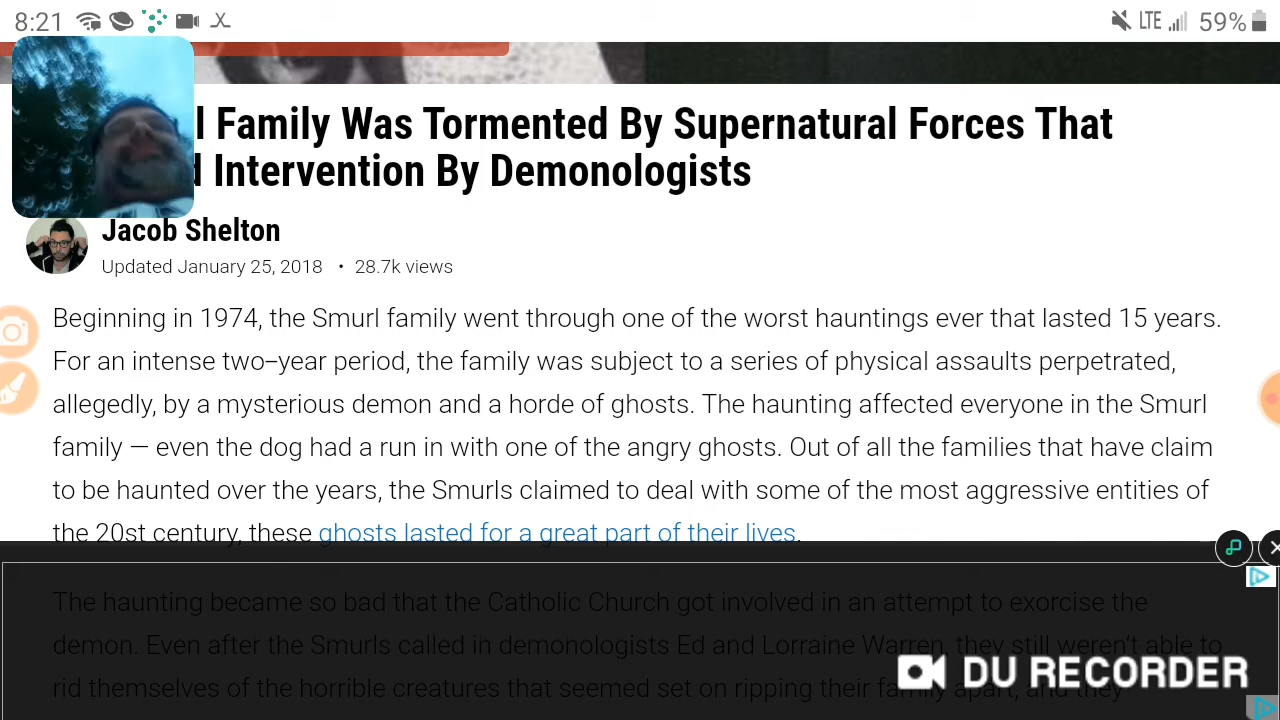 8:21 LTE 59%
l Family Was Tormented By Supernatural Forces That
d Intervention By Demonologists
Jacob Shelton
Updated January 25, 2018 • 28.7k views
Beginning in 1974, the Smurl family went through one of the worst hauntings ever that lasted 15 years.
For an intense two–year period, the family was subject to a series of physical assaults perpetrated,
allegedly, by a mysterious demon and a horde of ghosts. The haunting affected everyone in the Smurl
family — even the dog had a run in with one of the angry ghosts. Out of all the families that have claim
to be haunted over the years, the Smurls claimed to deal with some of the most aggressive entities of
the 20st century, these ghosts lasted for a great part of their lives.
The haunting became so bad that the Catholic Church got involved in an attempt to exorcise the
demon. Even after the Smurls called in demonologists Ed and Lorraine Warren, they still weren't able to
rid themselves of the horrible creatures that seemed set on ripping their family apart, and they
DU RECORDER